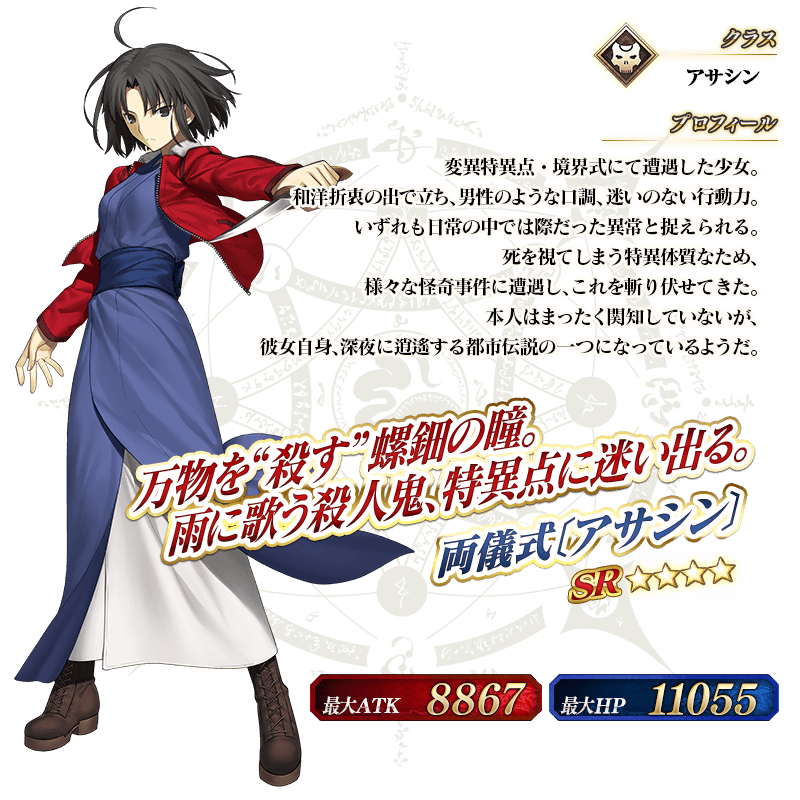 クラス
アサシン
プロフィール
変異特異点・境界式にて遭遇した少女。
和洋折衷の出で立ち、男性のような口調、迷いのない行動力。
いずれも日常の中では際だった異常と捉えられる。
死を視てしまう特異体質なため、
様々な怪奇事件に遭遇し、これを斬り伏せてきた。
本人はまったく関知していないが、
彼女自身、深夜に逍遙する都市伝説の一つになっているようだ。
万物を“殺す”螺鈿の瞳。
雨に歌う殺人鬼、特異点に迷い出る。
両儀式〔アサシン〕
SR☆☆☆☆
最大ATK 8867
最大HP 11055